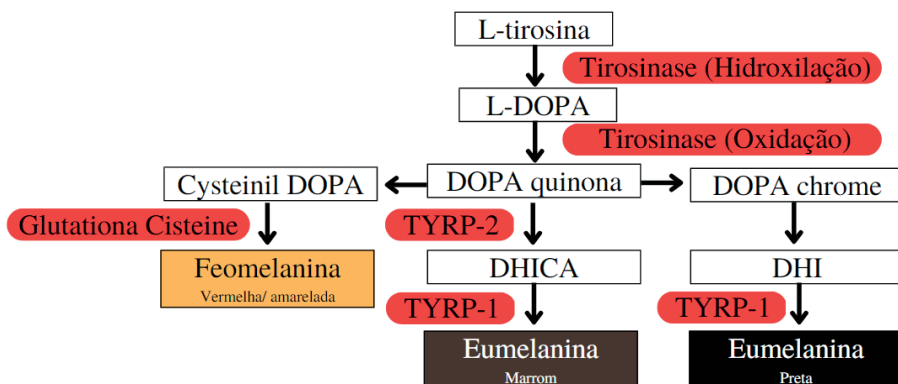 L-tirosina
Tirosinase (Hidroxilação)
L-DOPA
Tirosinase (Oxidação)
Cysteinil DOPA
DOPA quinona
DOPA chrome
Glutationa Cisteine
TYRP-2
Feomelanina
Vermelha/ amarelada
DHICA
DHI
TYRP-1
TYRP-1
Eumelanina
Marrom
Eumelanina
Preta